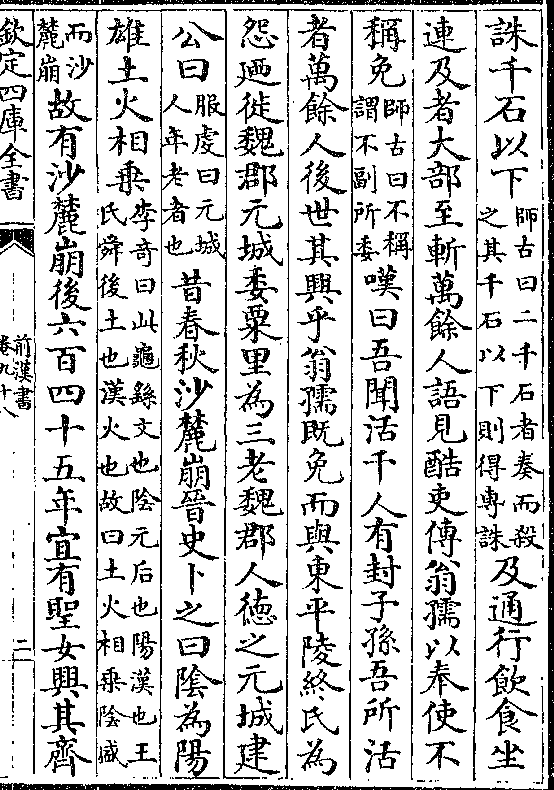 誅千石以下師古曰二千石者奏而殺之其千石以下則得專誅及通行飲食坐
連及者大部至斬萬餘人語見酷吏傳翁孺以奉使不
稱免師古曰不稱謂不副所委嘆曰吾聞活千人有封子孫吾所活
者萬餘人後世其興乎翁孺既免而與東平陵終氏為
怨廼徙魏郡元城委粟里為三老魏郡人德之元城建
公曰服虔曰元城人年老者也昔春秋沙麓崩晉史卜之曰隂為陽
雄土火相乗李竒曰此龜繇文也陰元后也陽漢也王氏舜後土也漢火也故曰土火相乗陰盛
而沙麓崩故有沙麓崩後六百四十五年宜有聖女興其齊
欽定四庫全書
前漢書
卷九十八
二